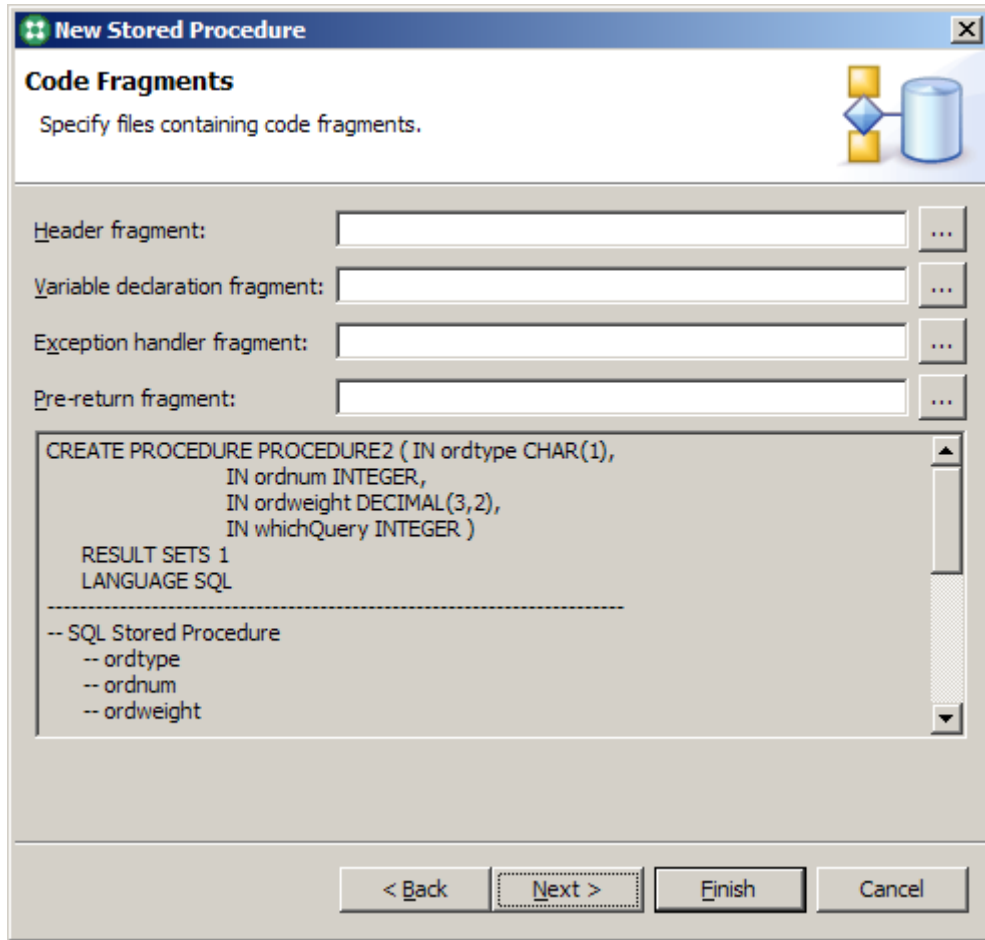 New Stored Procedure
Code Fragments
Specify files containing code fragments.
Header fragment:
...
Variable declaration fragment:
...
Exception handler fragment:
...
Pre-return fragment:
...
CREATE PROCEDURE PROCEDURE2 ( IN ordtype CHAR(1),
IN ordnum INTEGER,
IN ordweight DECIMAL(3,2),
IN whichQuery INTEGER )
RESULT SETS 1
LANGUAGE SQL
------------------------------------------------------------------------
-- SQL Stored Procedure
-- ordtype
-- ordnum
-- ordweight
< Back Next > Finish Cancel